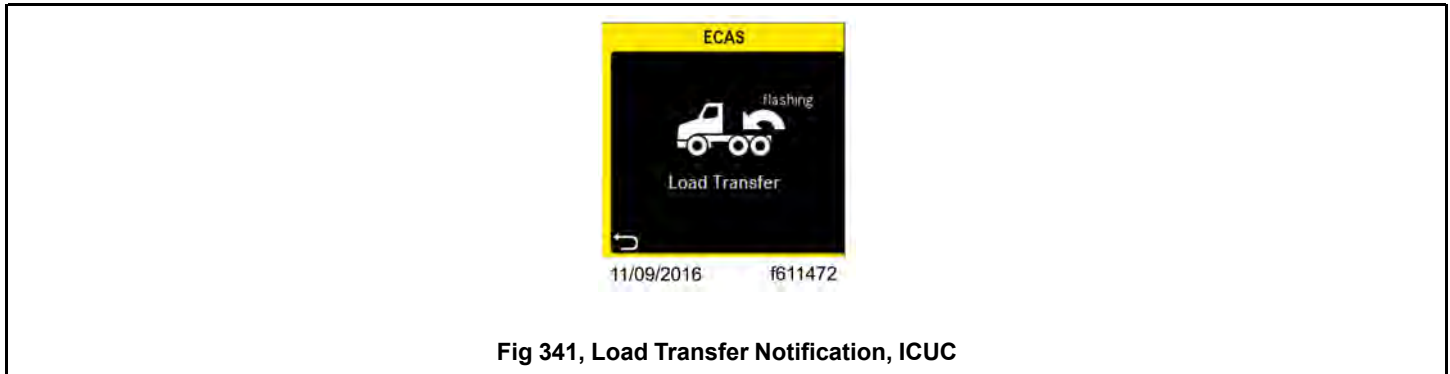 ECAS
flashing
Load Transfer
11/09/2016 f611472
Fig 341, Load Transfer Notification, ICUC